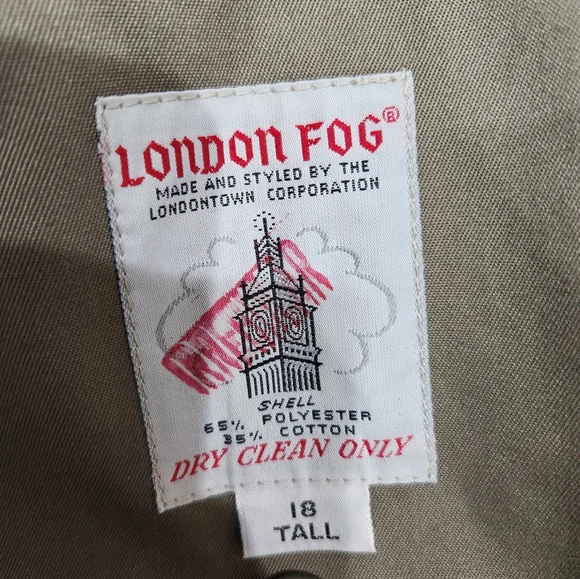 LONDON FOG®
MADE AND STYLED BY THE
LONDONTOWN CORPORATION
SHELL
65% POLYESTER
35% COTTON
DRY CLEAN ONLY
18
TALL